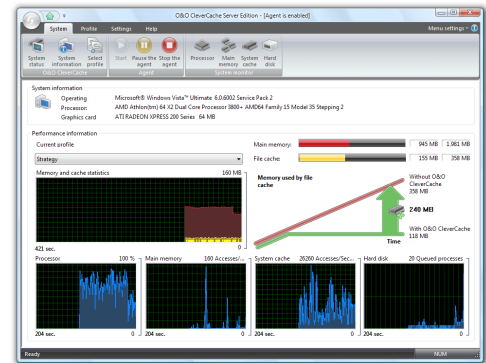 O&O CleverCache Server Edition - [Agent is enabled]
System Profile Settings Help Menu settings
System status System information Select profile Start Pause the agent Stop the agent Processor Main memory System cache Hard disk
O&O CleverCache Agent System monitor
System information
Operating Microsoft® Windows Vista™ Ultimate 6.0.6002 Service Pack 2
Processor: AMD Athlon(tm) 64 X2 Dual Core Processor 3800+ AMD64 Family 15 Model 35 Stepping 2
Graphics card ATI RADEON XPRESS 200 Series 64 MB
Performance information
Current profile
Main memory: 945 MB 1,981 MB
Strategy
File cache: 155 MB 358 MB
Memory and cache statistics 160 MB
Memory used by file cache
Without O&O CleverCache
358 MB
240 MB!
With O&O CleverCache
118 MB
Time
421 sec. 0
Processor 100 %
Main memory 160 Accesses/...
System cache 26260 Accesses/Sec...
Hard disk 20 Queued processes
204 sec. 0
204 sec. 0
204 sec. 0
204 sec. 0
Ready NUM